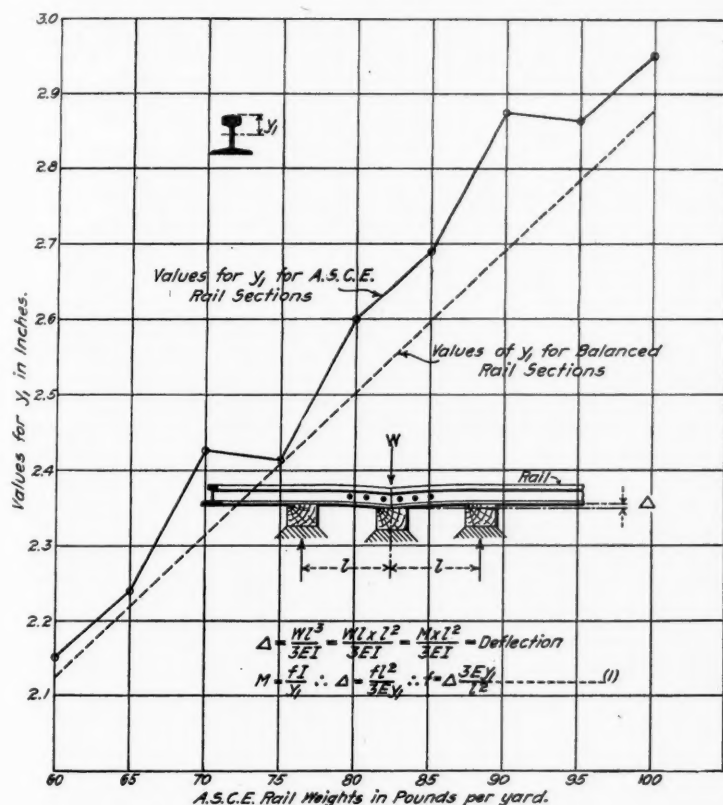 3.0
2.9
2.8
2.7
2.6
2.5
2.4
2.3
2.2
2.1
Values for y₁ in Inches.
y₁
Values for y₁ for A.S.C.E.
Rail Sections
Values of y₁ for Balanced
Rail Sections
W
Rail
Δ
l l
Δ = Wl³/3EI = Wl x l²/3EI = M x l²/3EI = Deflection
M = fI/y₁ ∴ Δ = fl²/3Ey₁ ∴ f = Δ 3Ey₁/l² (1)
60 65 70 75 80 85 90 95 100
A.S.C.E. Rail Weights in Pounds per yard.